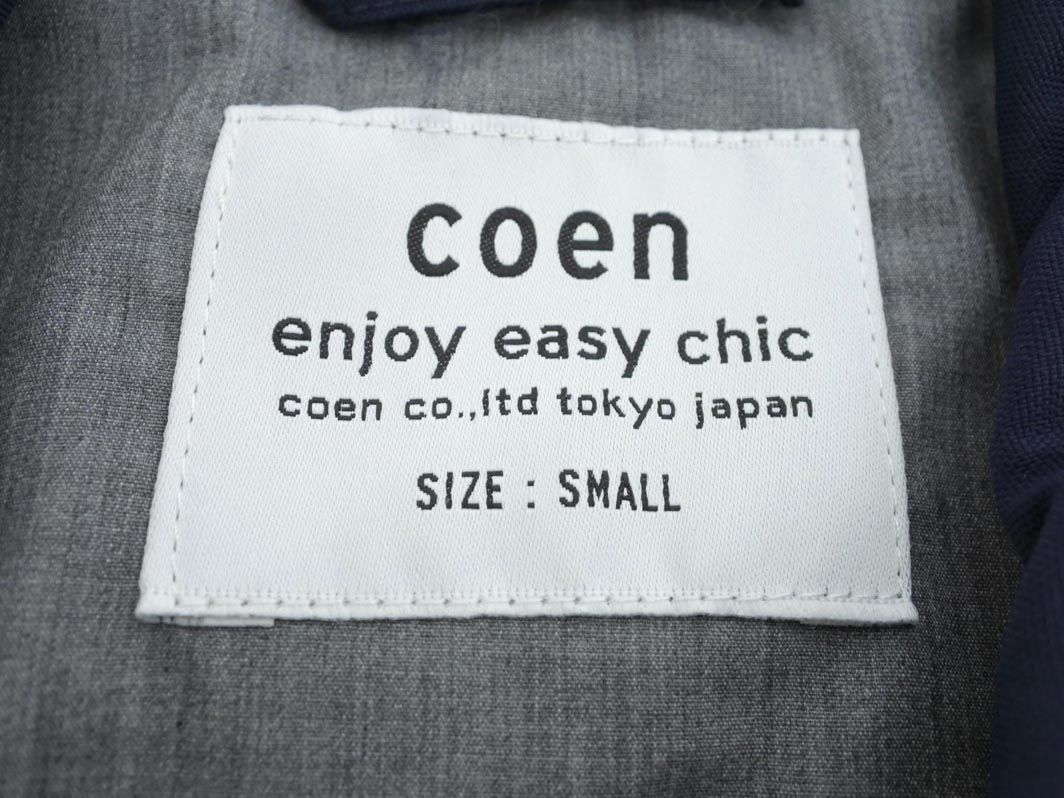 coen
enjoy easy chic
coen co.,ltd tokyo japan
SIZE : SMALL